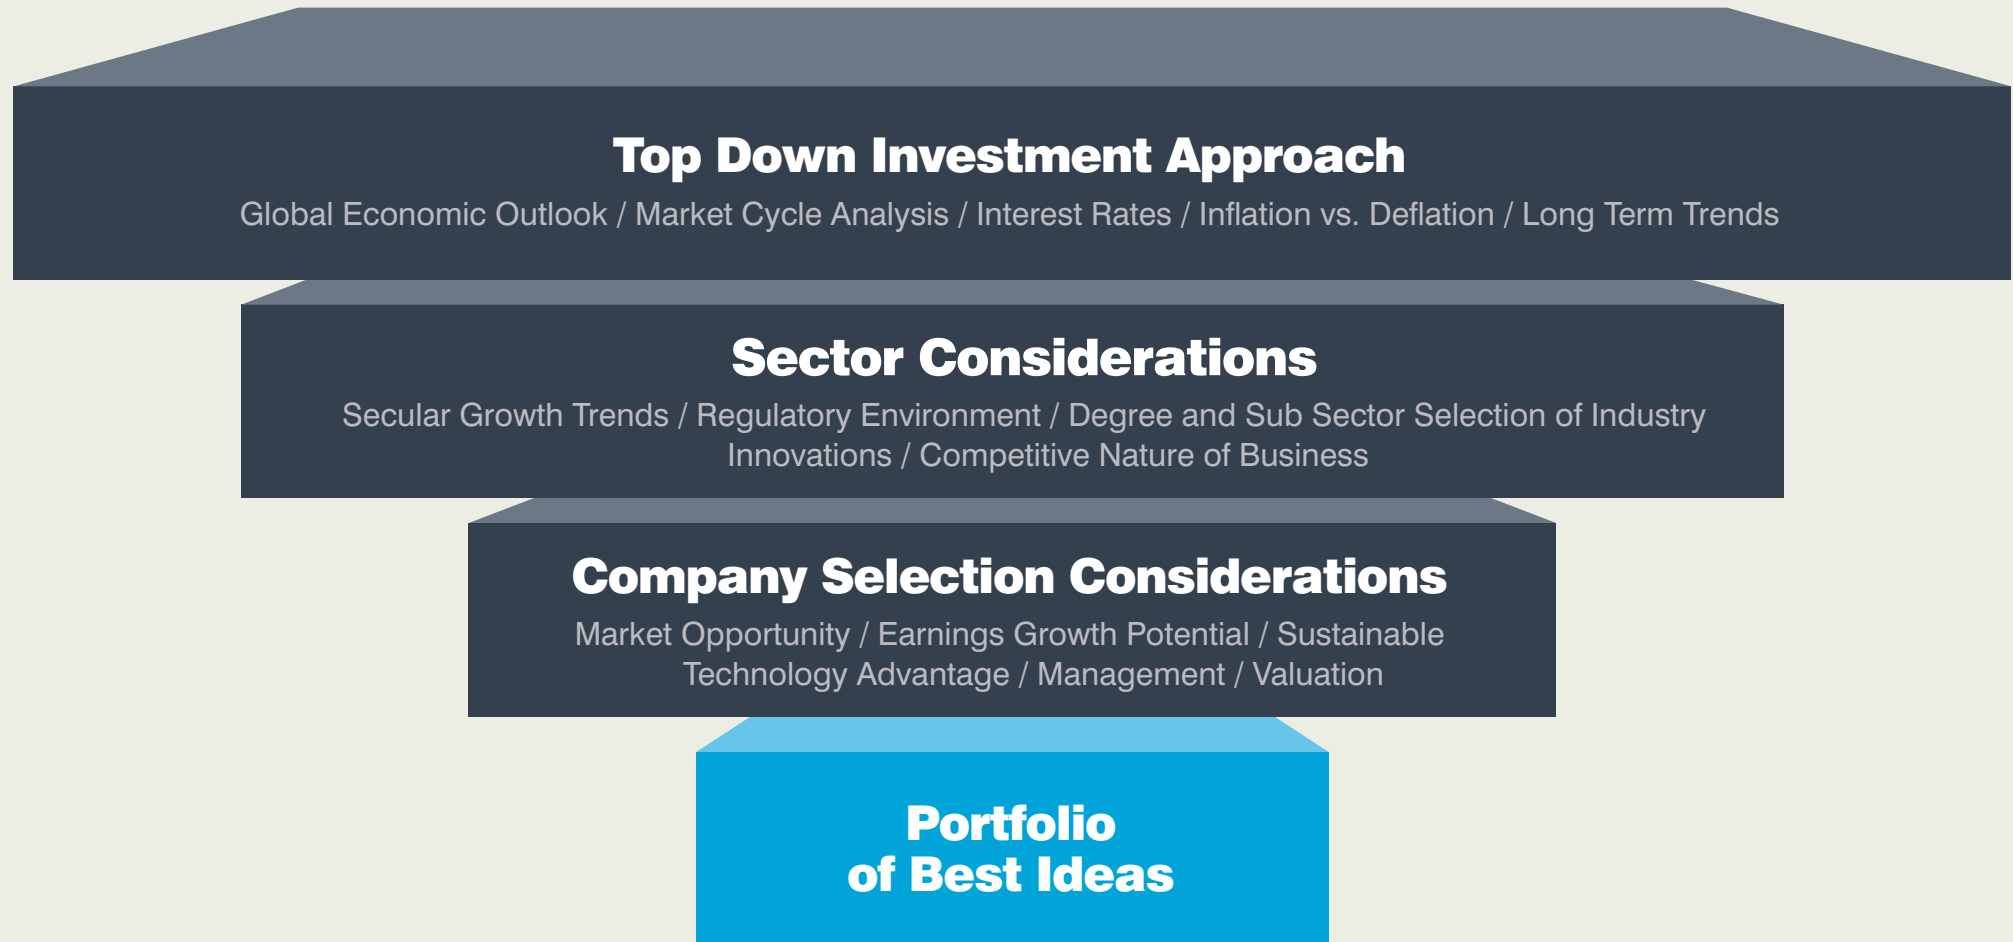 Top Down Investment Approach
Global Economic Outlook / Market Cycle Analysis / Interest Rates / Inflation vs. Deflation / Long Term Trends
Sector Considerations
Secular Growth Trends / Regulatory Environment / Degree and Sub Sector Selection of Industry
Innovations / Competitive Nature of Business
Company Selection Considerations
Market Opportunity / Earnings Growth Potential / Sustainable
Technology Advantage / Management / Valuation
Portfolio
of Best Ideas